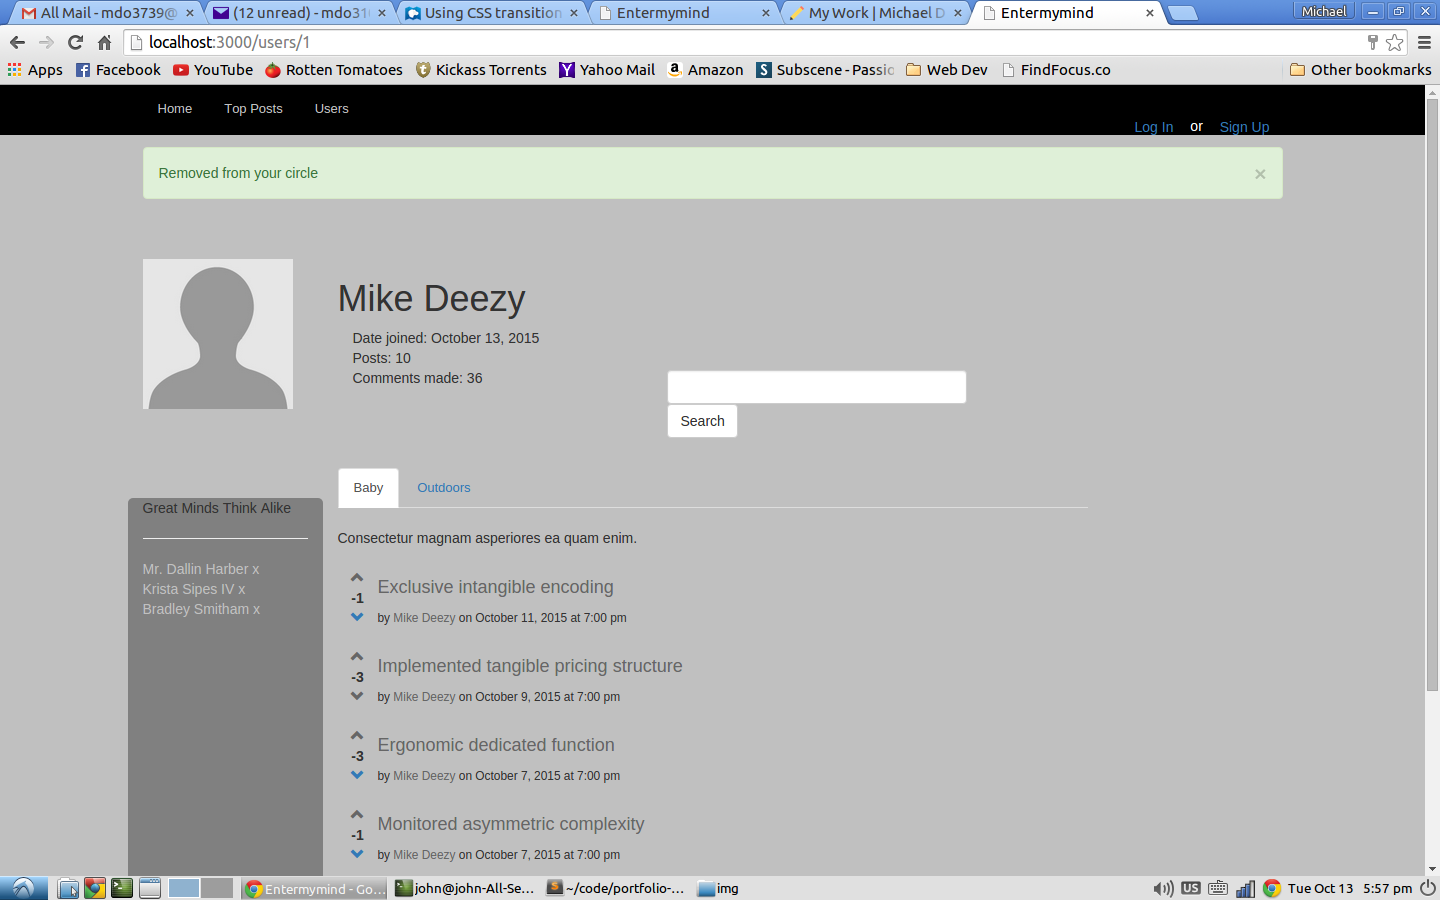 All Mail - mdo3739@
(12 unread) - mdo31
Using CSS transition
Entermymind
My Work | Michael D
Entermymind
Michael
localhost:3000/users/1
Apps
Facebook
YouTube
Rotten Tomatoes
Kickass Torrents
Yahoo Mail
Amazon
Subscene - Passic
Web Dev
FindFocus.co
Other bookmarks
Home
Top Posts
Users
Log In or Sign Up
Removed from your circle ×
Mike Deezy
Date joined: October 13, 2015
Posts: 10
Comments made: 36
Search
Baby
Outdoors
Great Minds Think Alike
Mr. Dallin Harber x
Krista Sipes IV x
Bradley Smitham x
Consectetur magnam asperiores ea quam enim.
Exclusive intangible encoding
-1
by Mike Deezy on October 11, 2015 at 7:00 pm
Implemented tangible pricing structure
-3
by Mike Deezy on October 9, 2015 at 7:00 pm
Ergonomic dedicated function
-3
by Mike Deezy on October 7, 2015 at 7:00 pm
Monitored asymmetric complexity
-1
by Mike Deezy on October 7, 2015 at 7:00 pm
Entermymind - Go...
john@john-All-Se...
~/code/portfolio-...
img
US
Tue Oct 13 5:57 pm